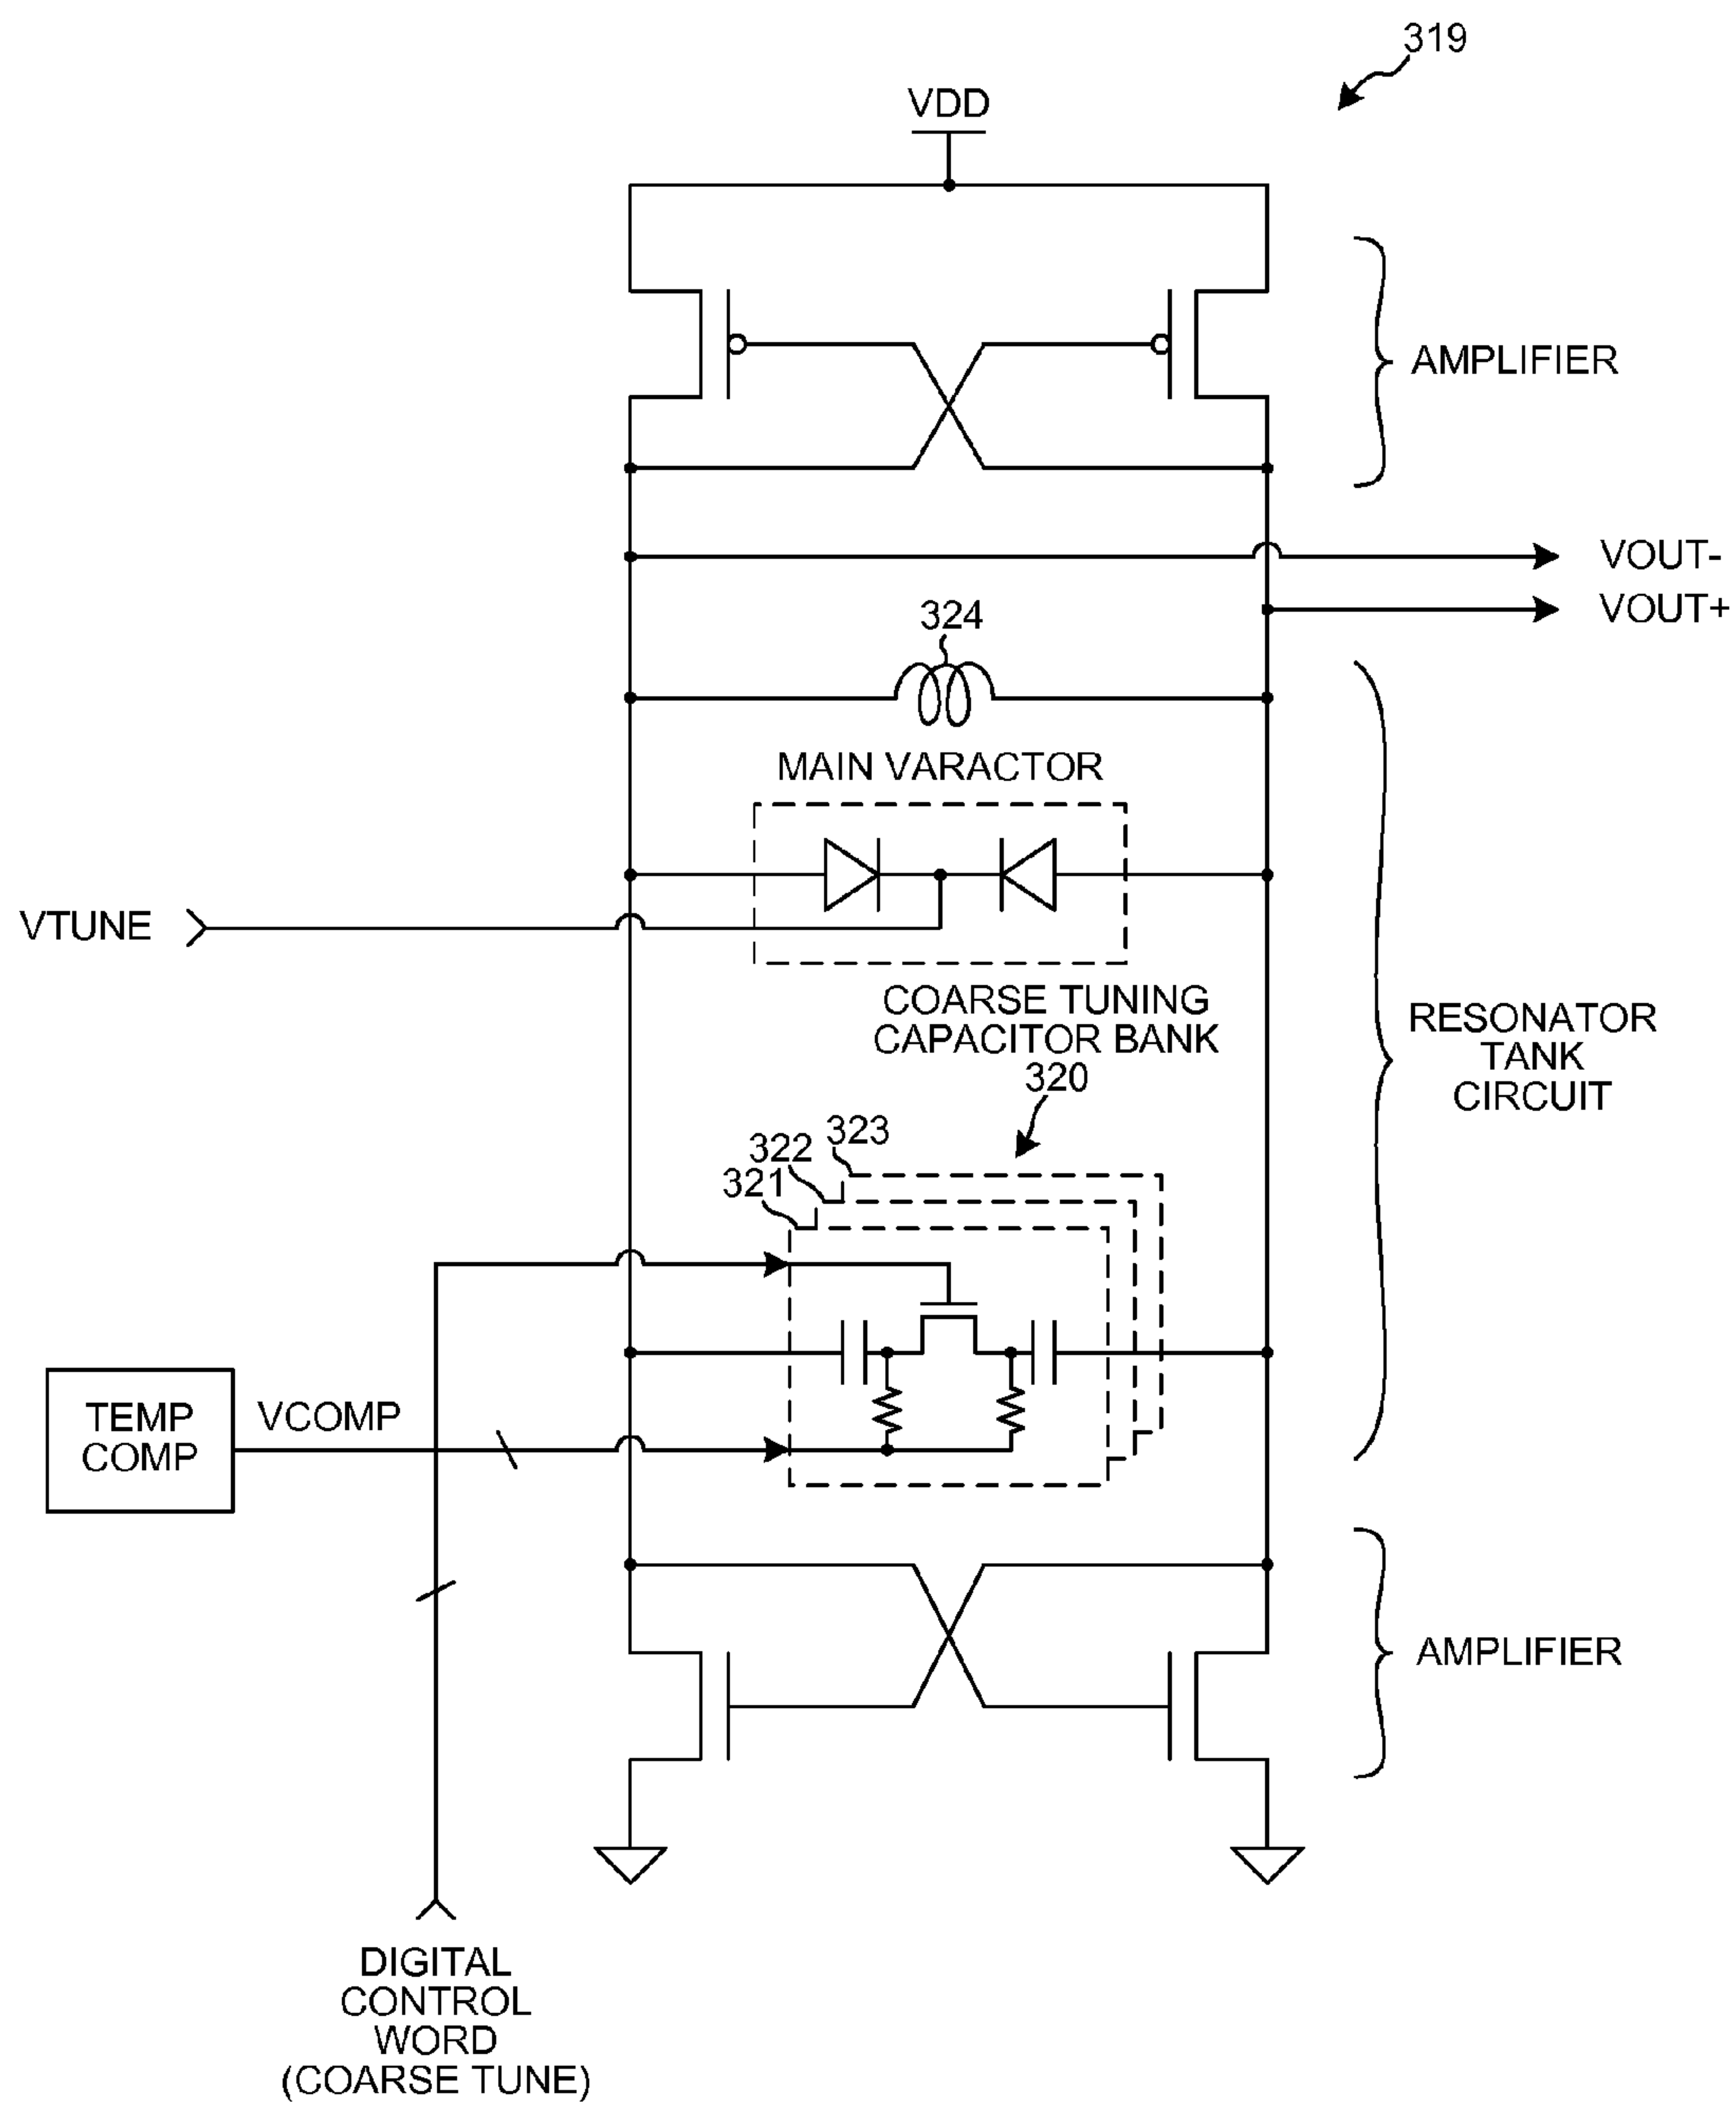 319
VDD
AMPLIFIER
VOUT-
VOUT+
324
MAIN VARACTOR
VTUNE
COARSE TUNING
CAPACITOR BANK
320
RESONATOR
TANK
CIRCUIT
323
322
321
TEMP
COMP
VCOMP
AMPLIFIER
DIGITAL
CONTROL
WORD
(COARSE TUNE)